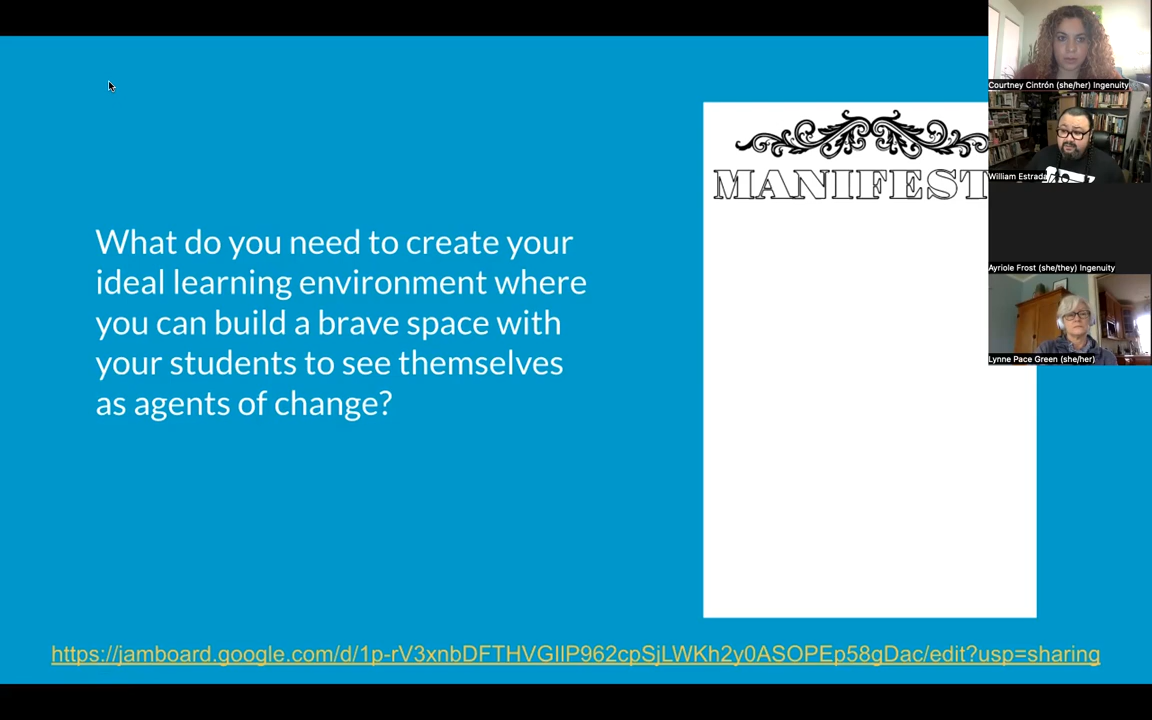 MANIFEST
What do you need to create your
ideal learning environment where
you can build a brave space with
your students to see themselves
as agents of change?
https://jamboard.google.com/d/1p-rV3xnbDFTHVGIlP962cpSjLWKh2y0ASOPEp58gDac/edit?usp=sharing
Courtney Cintrón (she/her) Ingenuity
William Estrada
Ayriole Frost (she/they) Ingenuity
Lynne Pace Green (she/her)